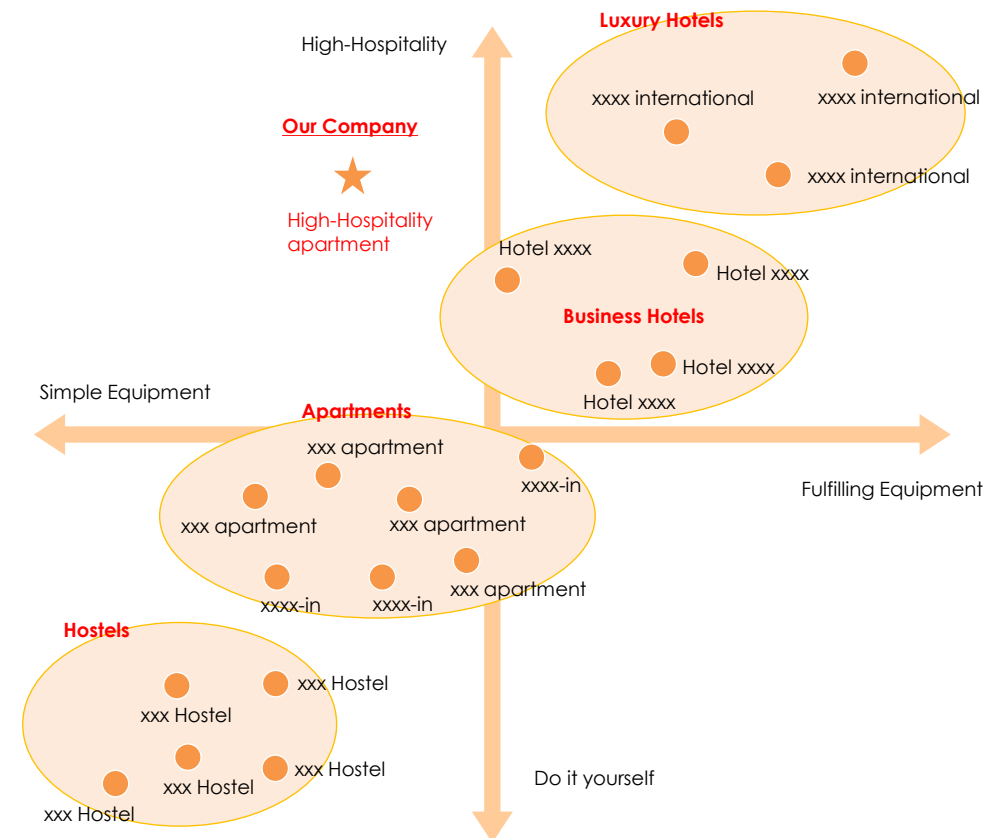 Luxury Hotels
High-Hospitality
xxxx international
xxxx international
Our Company
xxxx international
High-Hospitality
apartment
Hotel xxxx
Hotel xxxx
Business Hotels
Hotel xxxx
Hotel xxxx
Simple Equipment
Apartments
xxx apartment
xxxx-in
Fulfilling Equipment
xxx apartment
xxx apartment
xxx apartment
xxxx-in
xxxx-in
Hostels
xxx Hostel
xxx Hostel
xxx Hostel
Do it yourself
xxx Hostel
xxx Hostel